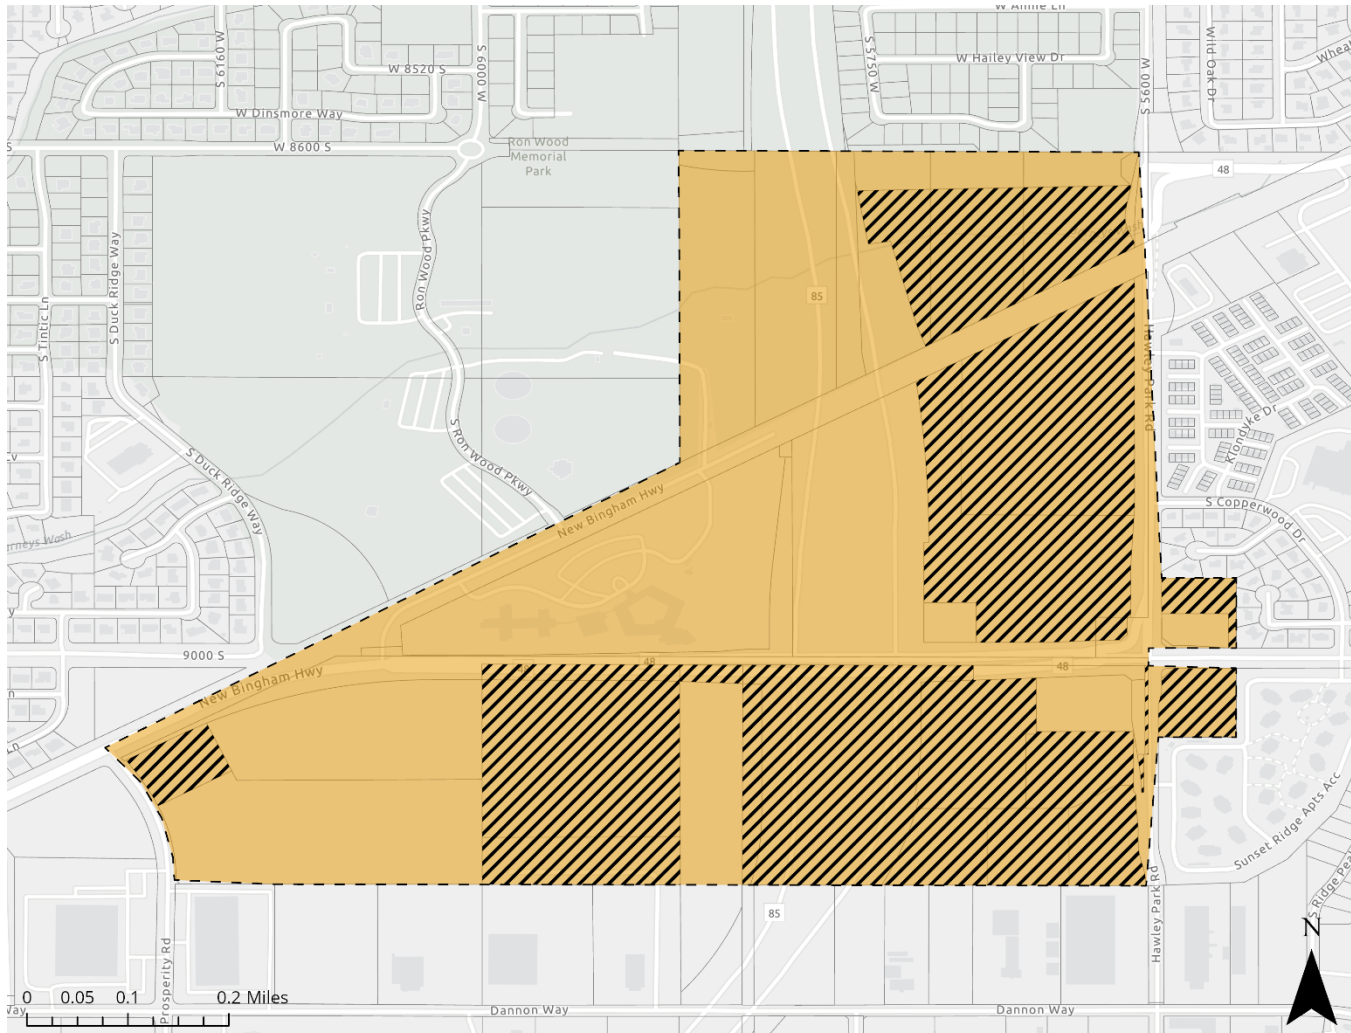 W Annie Ln
S 6160 W
W 8520 S
S 6000 W
S 5750 W
W Hailey View Dr
S 5600 W
Wild Oak Dr
W Dinsmore Way
S
W 8600 S
Ron Wood
Memorial
Park
48
Ron Wood Pkwy
S Duck Ridge Way
S Tintic Ln
85
Hawley Park Rd
Klondyke Dr
S Ron Wood Pkwy
S Duck Ridge Way
New Bingham Hwy
S Copperwood Dr
9000 S
48
48
48
New Bingham Hwy
Ln
Sunset Ridge Apts Acc
85
Hawley Park Rd
N
Prosperity Rd
0 0.05 0.1 0.2 Miles
Way
Dannon Way
Dannon Way